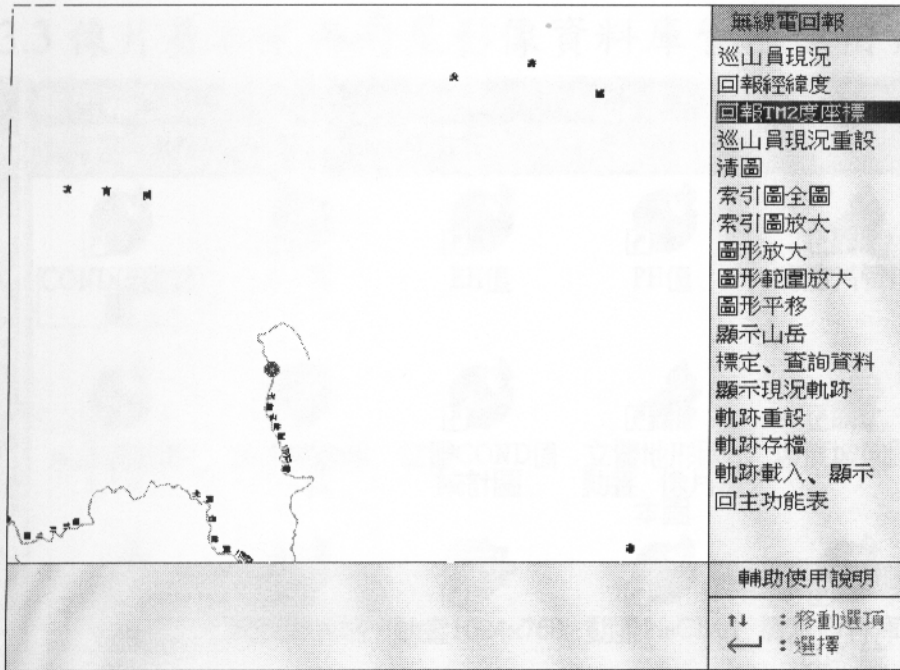 無線電回報
巡山員現況
回報經緯度
回報TM2度座標
巡山員現況重設
清圖
索引圖全圖
索引圖放大
圖形放大
圖形範圍放大
圖形平移
顯示山岳
標定、查詢資料
顯示現況軌跡
軌跡重設
軌跡存檔
軌跡載入、顯示
回主功能表
輔助使用說明
↑↓ :移動選項
←┘ :選擇